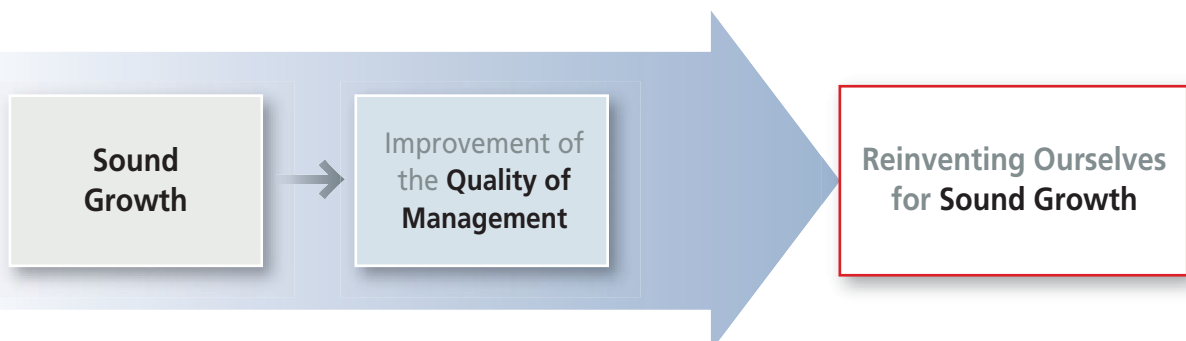 Sound
Growth
Improvement of
the Quality of
Management
Reinventing Ourselves
for Sound Growth